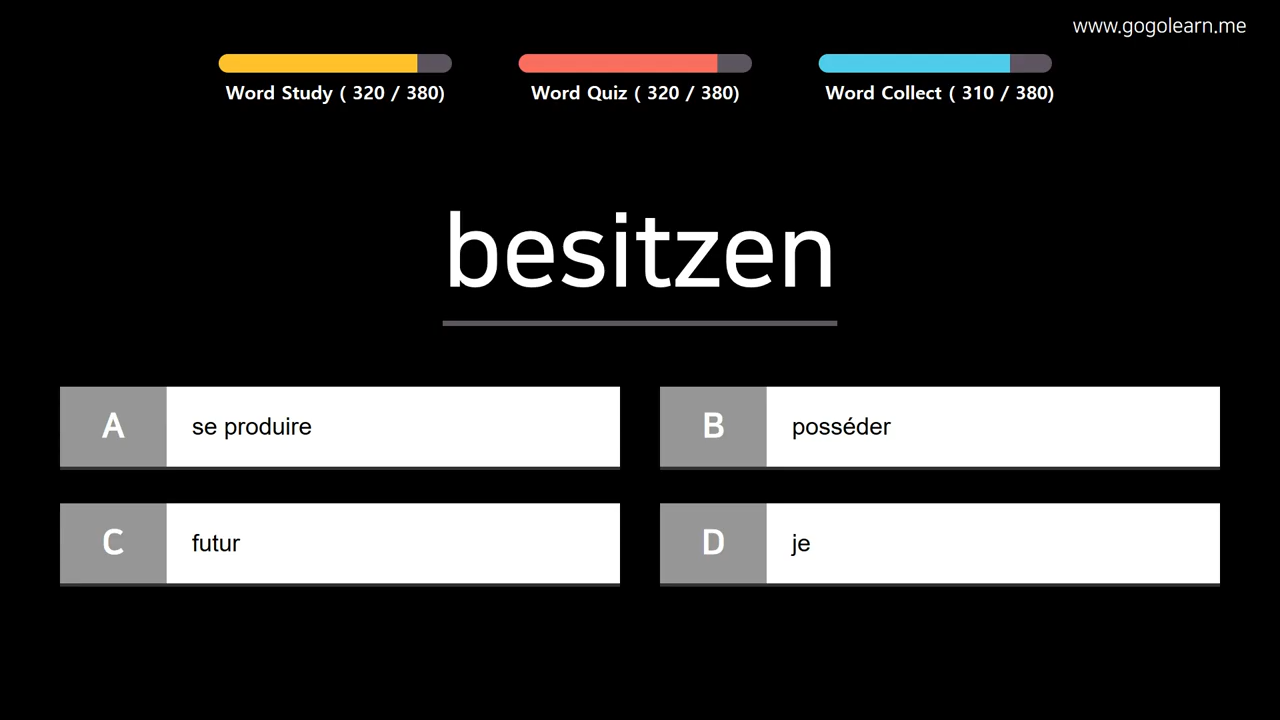 www.gogolearn.me
Word Study ( 320 / 380)
Word Quiz ( 320 / 380)
Word Collect ( 310 / 380)
besitzen
A
se produire
B
posséder
C
futur
D
je